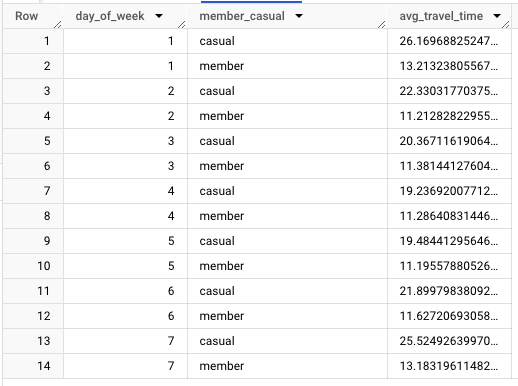 Row day_of_week member_casual avg_travel_time
1 1 casual 26.16968825247...
2 1 member 13.21323805567...
3 2 casual 22.33031770375...
4 2 member 11.21282822955...
5 3 casual 20.36711619064...
6 3 member 11.38144127604...
7 4 casual 19.23692007712...
8 4 member 11.28640831446...
9 5 casual 19.48441295646...
10 5 member 11.19557880526...
11 6 casual 21.89979838092...
12 6 member 11.62720693058...
13 7 casual 25.52492639970...
14 7 member 13.18319611482...